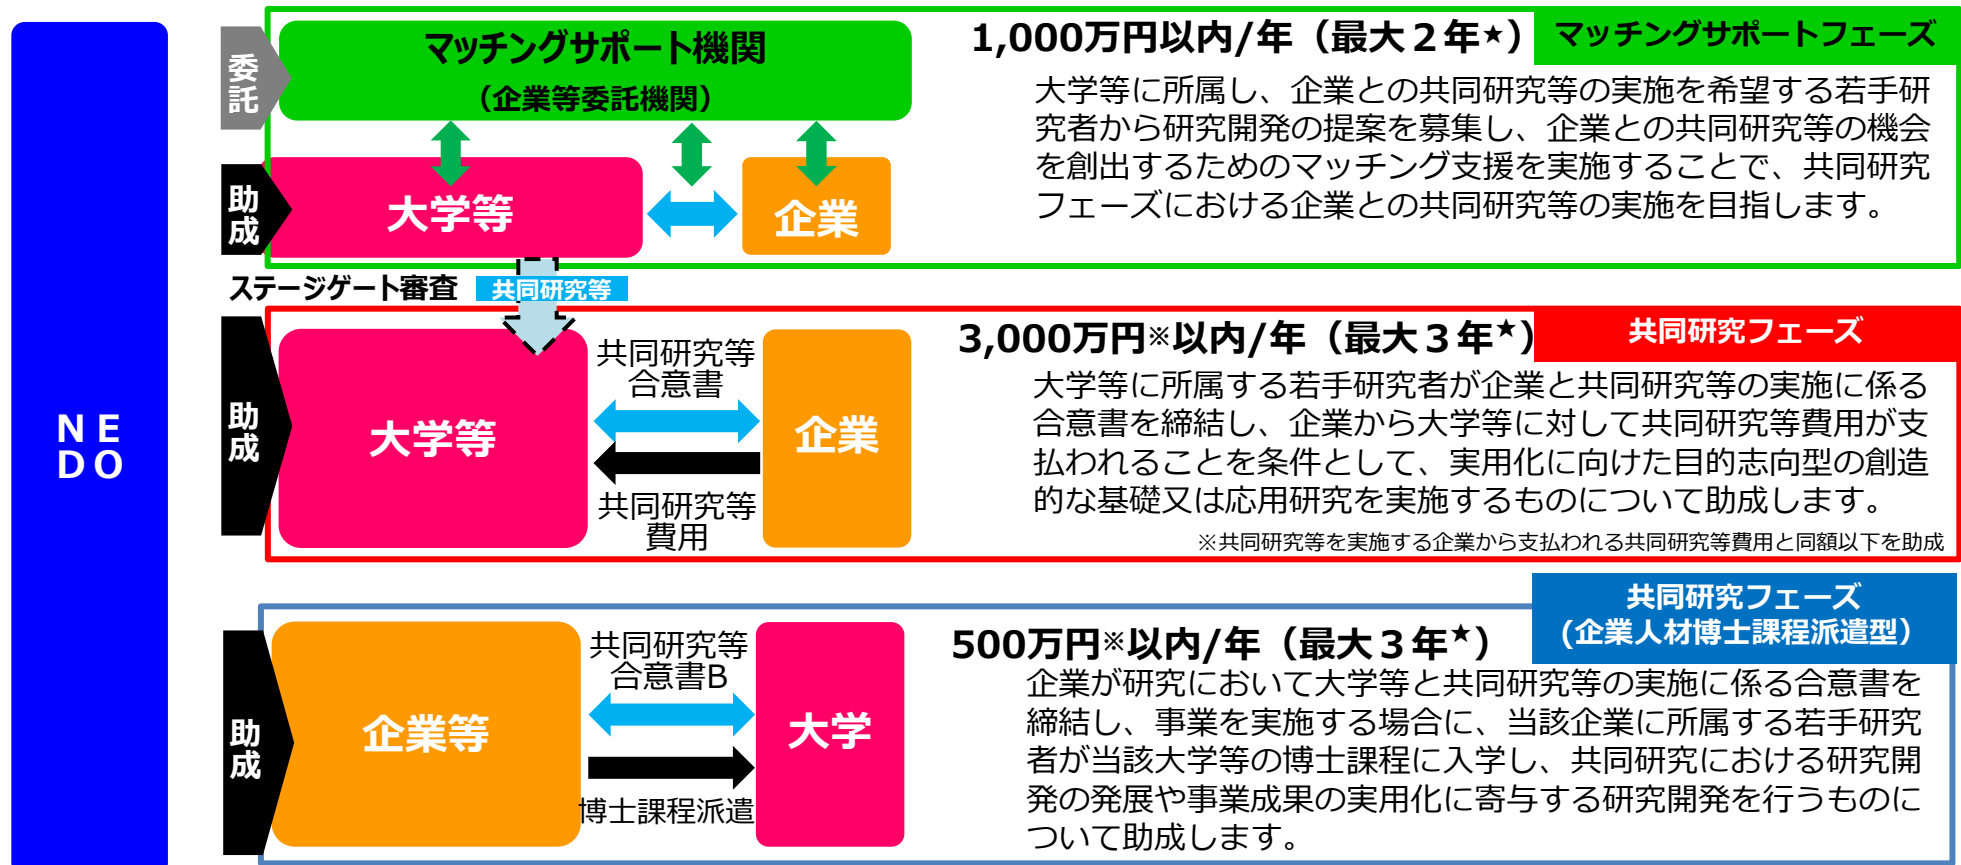 NE
DO
委託
マッチングサポート機関
（企業等委託機関）
助成
大学等
企業
1,000万円以内/年（最大２年★）
マッチングサポートフェーズ
大学等に所属し、企業との共同研究等の実施を希望する若手研
究者から研究開発の提案を募集し、企業との共同研究等の機会
を創出するためのマッチング支援を実施することで、共同研究
フェーズにおける企業との共同研究等の実施を目指します。
ステージゲート審査
共同研究等
助成
大学等
共同研究等
合意書
共同研究等
費用
企業
3,000万円※以内/年（最大３年★）
共同研究フェーズ
大学等に所属する若手研究者が企業と共同研究等の実施に係る
合意書を締結し、企業から大学等に対して共同研究等費用が支
払われることを条件として、実用化に向けた目的志向型の創造
的な基礎又は応用研究を実施するものについて助成します。
※共同研究等を実施する企業から支払われる共同研究等費用と同額以下を助成
助成
企業等
共同研究等
合意書B
博士課程派遣
大学
500万円※以内/年（最大３年★）
共同研究フェーズ
(企業人材博士課程派遣型）
企業が研究において大学等と共同研究等の実施に係る合意書を
締結し、事業を実施する場合に、当該企業に所属する若手研究
者が当該大学等の博士課程に入学し、共同研究における研究開
発の発展や事業成果の実用化に寄与する研究開発を行うものに
ついて助成します。